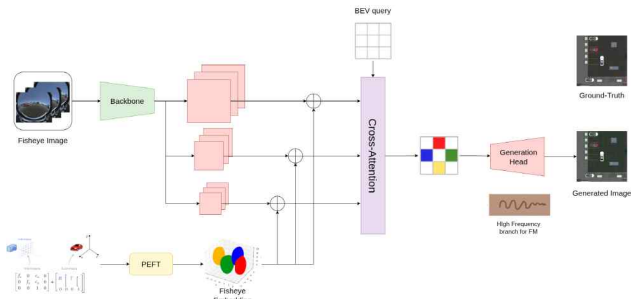 BEV query
Backbone
Fisheye Image
Cross-Attention
Generation
Head
Ground-Truth
Generated Image
High Frequency
branch for FM
PEFT
Fisheye